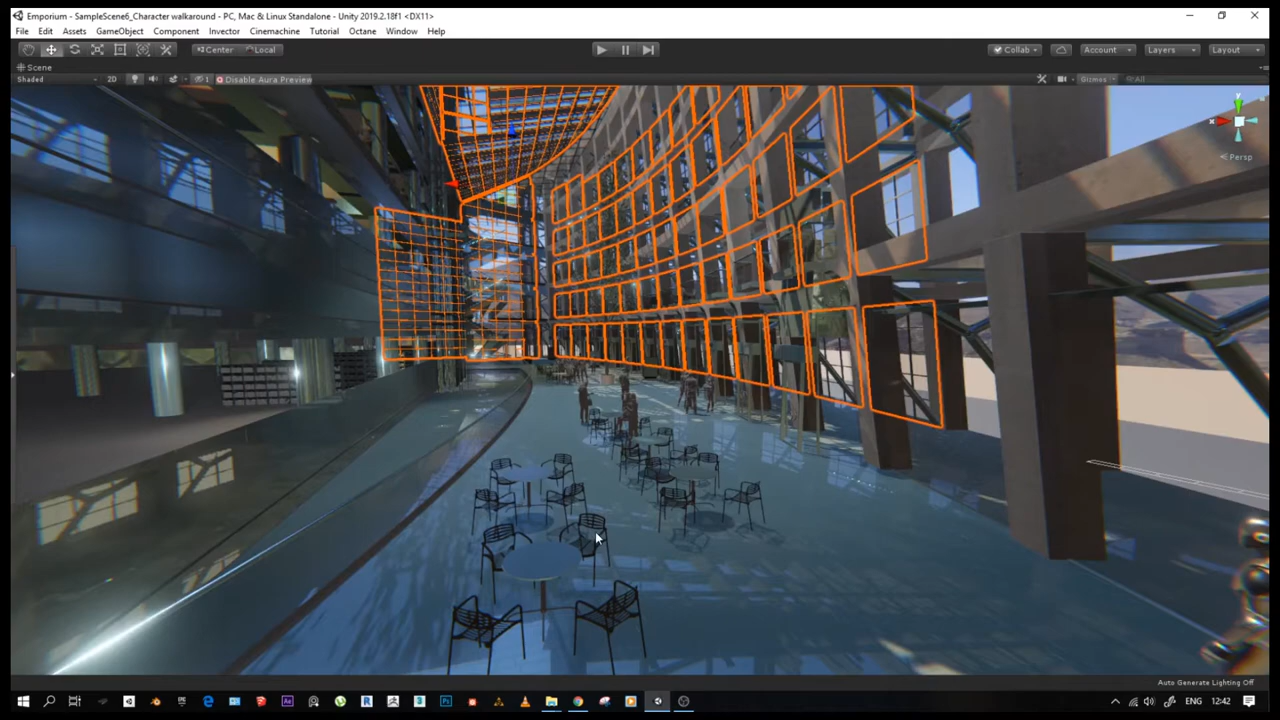 Emporium - SampleScene6_Character walkaround - PC, Mac & Linux Standalone - Unity 2019.2.18f1 <DX11>
File Edit Assets GameObject Component Invector Cinemachine Tutorial Octane Window Help
Center Local Collab Account Layers Layout
Scene
Shaded 2D 1 Disable Aura Preview Gizmos All
y
x
Persp
Auto Generate Lighting Off
ENG 12:42